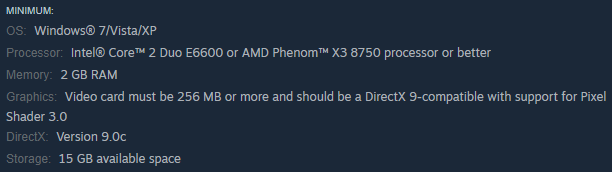 MINIMUM:
OS: Windows® 7/Vista/XP
Processor: Intel® Core™ 2 Duo E6600 or AMD Phenom™ X3 8750 processor or better
Memory: 2 GB RAM
Graphics: Video card must be 256 MB or more and should be a DirectX 9-compatible with support for Pixel
Shader 3.0
DirectX: Version 9.0c
Storage: 15 GB available space